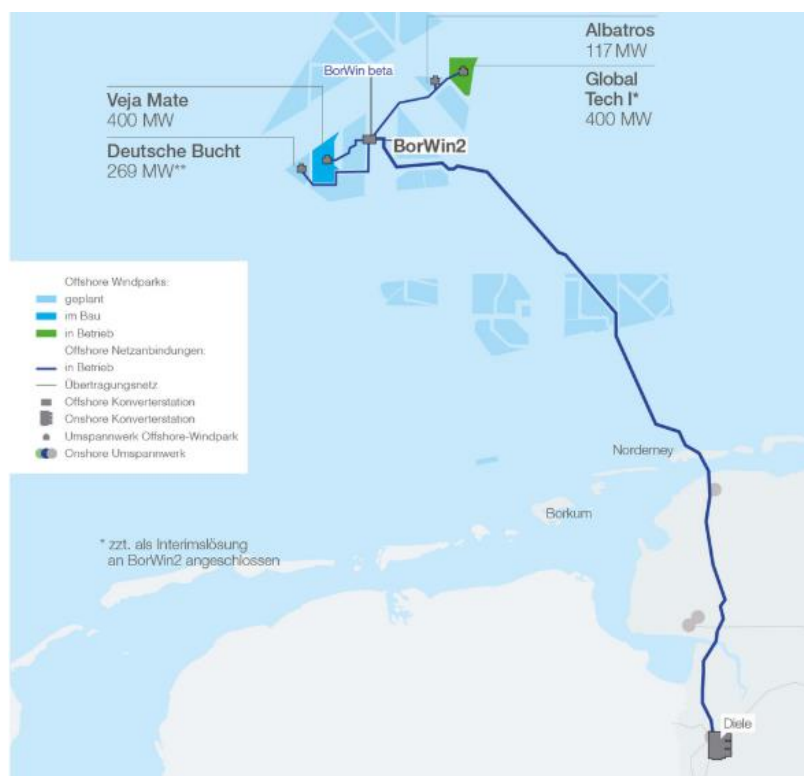 Albatros
117 MW
BorWin beta
Global
Tech I*
400 MW
Veja Mate
400 MW
Deutsche Bucht
269 MW**
BorWin2
Offshore Windparks:
geplant
im Bau
in Betrieb
Offshore Netzanbindungen:
in Betrieb
Übertragungsnetz
Offshore Konverterstation
Onshore Konverterstation
Umspannwerk Offshore-Windpark
Onshore Umspannwerk
Norderney
Borkum
* zzt. als Interimslösung
an BorWin2 angeschlossen
Diele